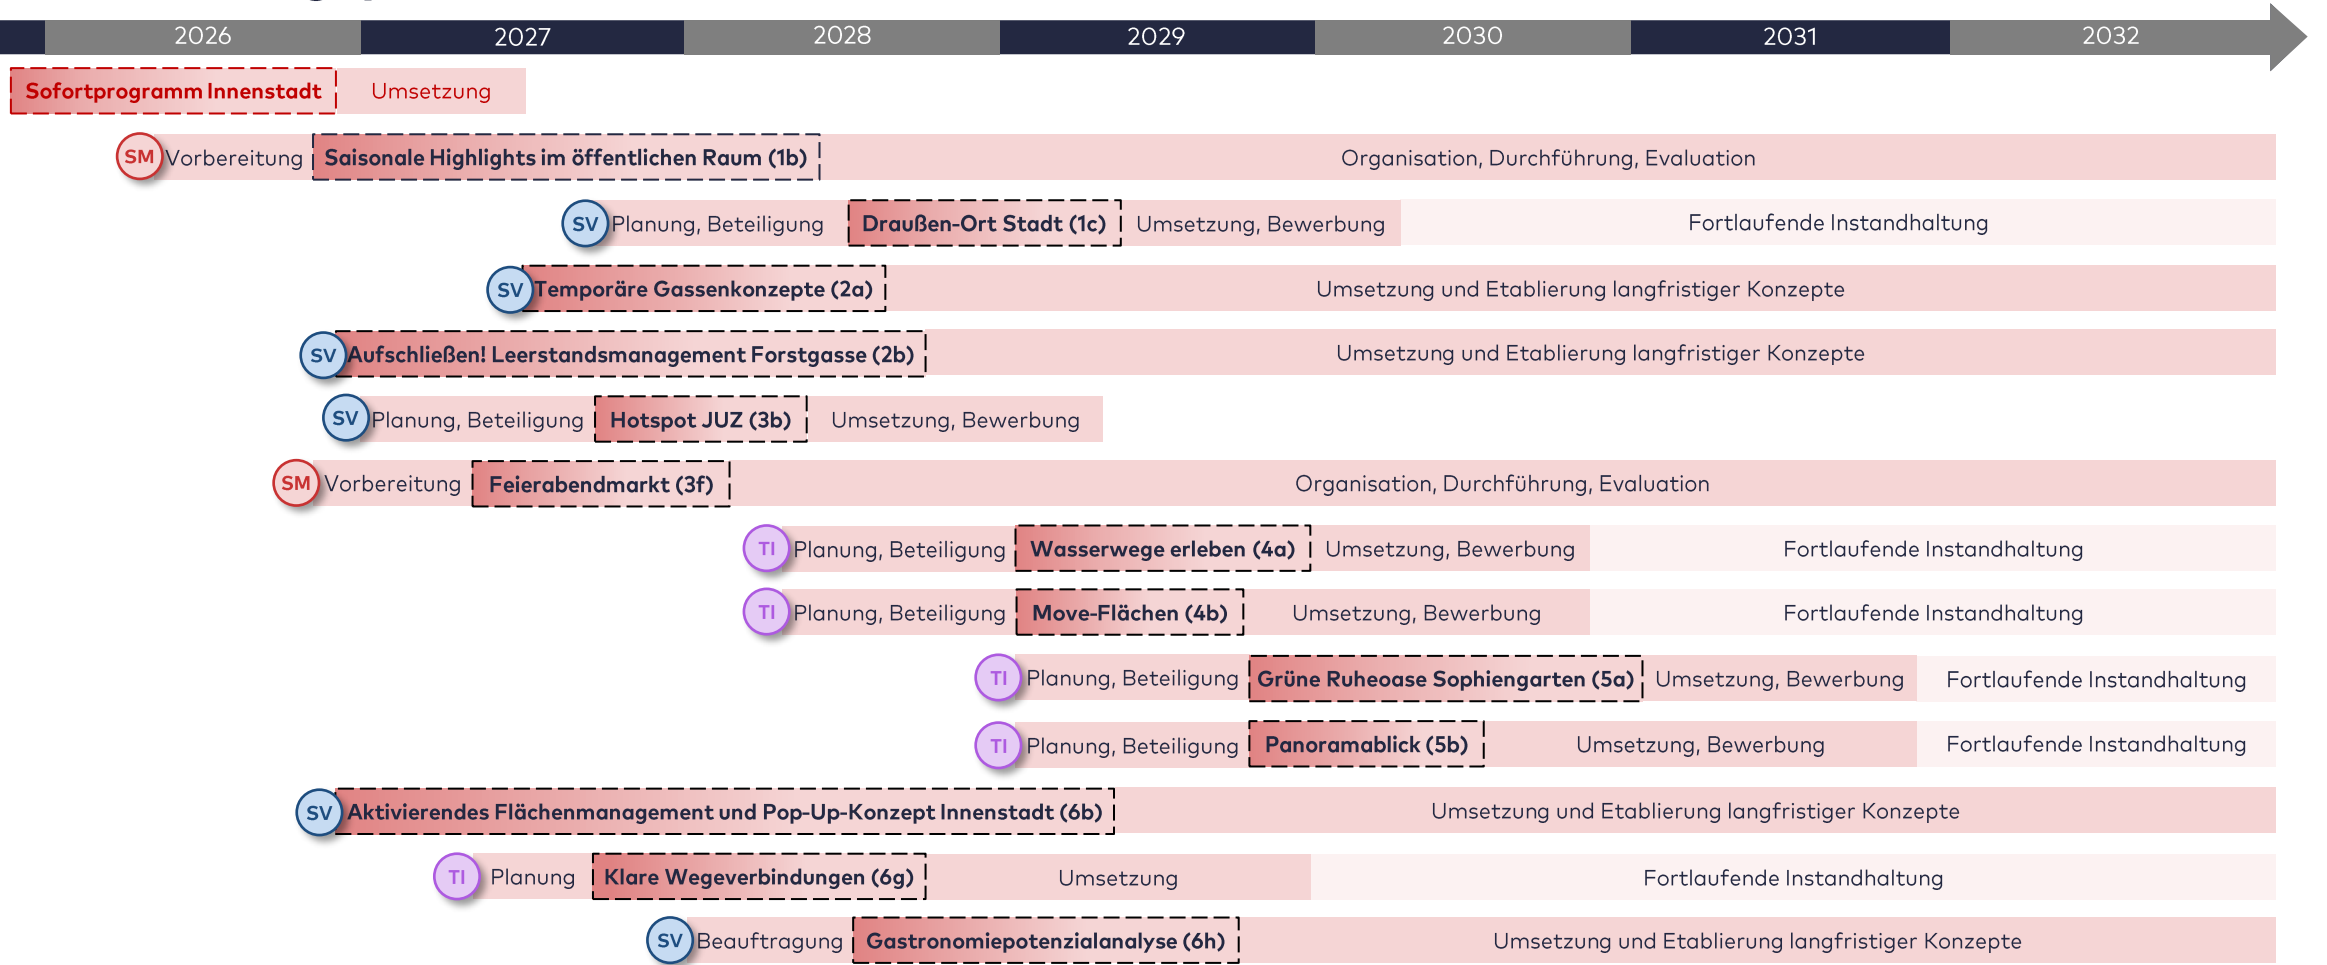 2026 2027 2028 2029 2030 2031 2032
Sofortprogramm Innenstadt Umsetzung
SM Vorbereitung Saisonale Highlights im öffentlichen Raum (1b) Organisation, Durchführung, Evaluation
SV Planung, Beteiligung Draußen-Ort Stadt (1c) Umsetzung, Bewerbung Fortlaufende Instandhaltung
SV Temporäre Gassenkonzepte (2a) Umsetzung und Etablierung langfristiger Konzepte
SV Aufschließen! Leerstandsmanagement Forstgasse (2b) Umsetzung und Etablierung langfristiger Konzepte
SV Planung, Beteiligung Hotspot JUZ (3b) Umsetzung, Bewerbung
SM Vorbereitung Feierabendmarkt (3f) Organisation, Durchführung, Evaluation
TI Planung, Beteiligung Wasserwege erleben (4a) Umsetzung, Bewerbung Fortlaufende Instandhaltung
TI Planung, Beteiligung Move-Flächen (4b) Umsetzung, Bewerbung Fortlaufende Instandhaltung
TI Planung, Beteiligung Grüne Ruheoase Sophiengarten (5a) Umsetzung, Bewerbung Fortlaufende Instandhaltung
TI Planung, Beteiligung Panoramablick (5b) Umsetzung, Bewerbung Fortlaufende Instandhaltung
SV Aktivierendes Flächenmanagement und Pop-Up-Konzept Innenstadt (6b) Umsetzung und Etablierung langfristiger Konzepte
TI Planung Klare Wegeverbindungen (6g) Umsetzung Fortlaufende Instandhaltung
SV Beauftragung Gastronomiepotenzialanalyse (6h) Umsetzung und Etablierung langfristiger Konzepte